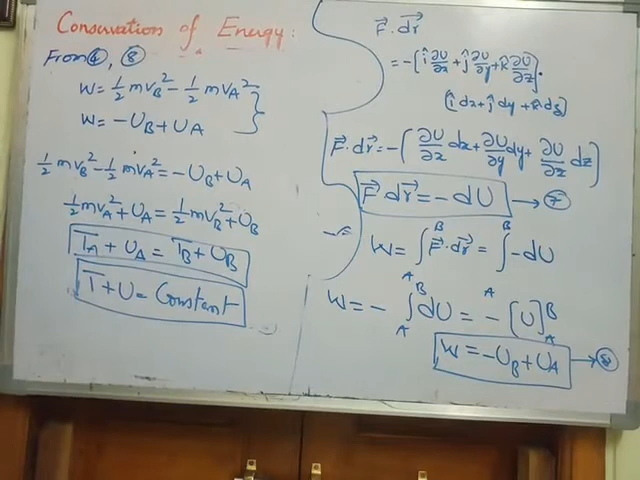 Conservation of Energy:
From ④, ⑧
W = ½ mv_B² − ½ mv_A²
W = −U_B + U_A
½ mv_B² − ½ mv_A² = −U_B + U_A
½ mv_A² + U_A = ½ mv_B² + U_B
T_A + U_A = T_B + U_B
T + U = Constant
F⃗ · dr⃗
= −[î ∂U/∂x + ĵ ∂U/∂y + k̂ ∂U/∂z] ·
(î dx + ĵ dy + k̂ dz)
F⃗ · dr⃗ = −(∂U/∂x dx + ∂U/∂y dy + ∂U/∂z dz)
F⃗ · dr⃗ = −dU → ⑦
W = ∫_A^B F⃗ · dr⃗ = ∫_A^B −dU
W = − ∫_A^B dU = − [U]_A^B
W = −U_B + U_A → ⑧